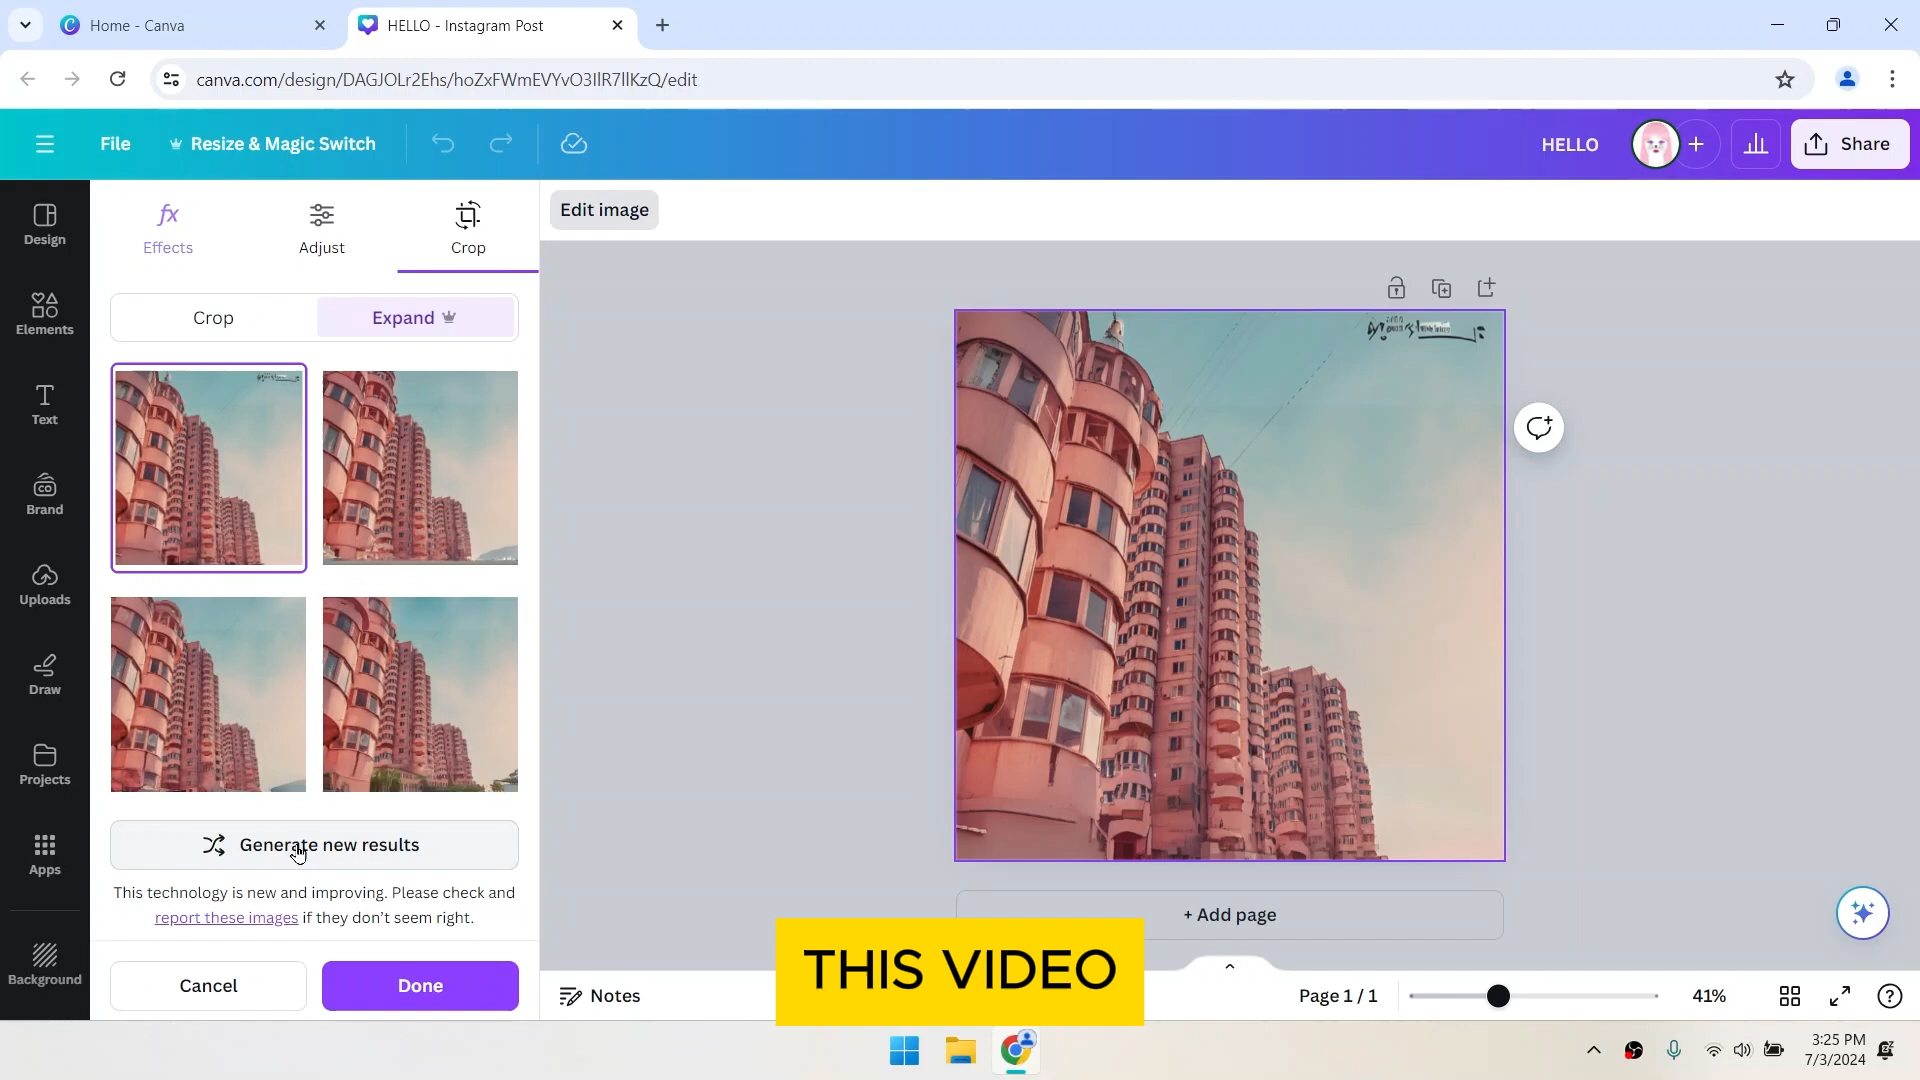 Home - Canva
HELLO - Instagram Post
canva.com/design/DAGJOLr2Ehs/hoZxFWmEVYvO3IlR7llKzQ/edit
File
Resize & Magic Switch
HELLO
Share
Design
Elements
Text
Brand
Uploads
Draw
Projects
Apps
Background
Effects
Adjust
Crop
Crop
Expand
Generate new results
This technology is new and improving. Please check and
report these images if they don't seem right.
Cancel
Done
Edit image
+ Add page
THIS VIDEO
Notes
Page 1 / 1
41%
3:25 PM
7/3/2024